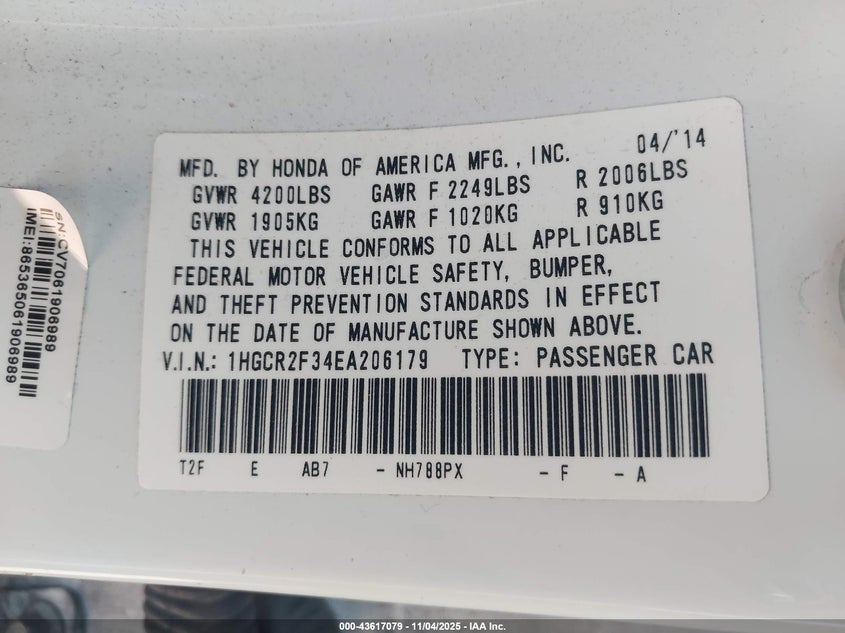 MFD. BY HONDA OF AMERICA MFG., INC. 04/'14
GVWR 4200LBS GAWR F 2249LBS R 2006LBS
GVWR 1905KG GAWR F 1020KG R 910KG
THIS VEHICLE CONFORMS TO ALL APPLICABLE
FEDERAL MOTOR VEHICLE SAFETY, BUMPER,
AND THEFT PREVENTION STANDARDS IN EFFECT
ON THE DATE OF MANUFACTURE SHOWN ABOVE.
V.I.N.: 1HGCR2F34EA206179 TYPE: PASSENGER CAR
T2F E AB7 - NH788PX - F - A
SN:CV7061906989
IMEI:865365061906989
000-43617079 — 11/04/2025 — IAA Inc.